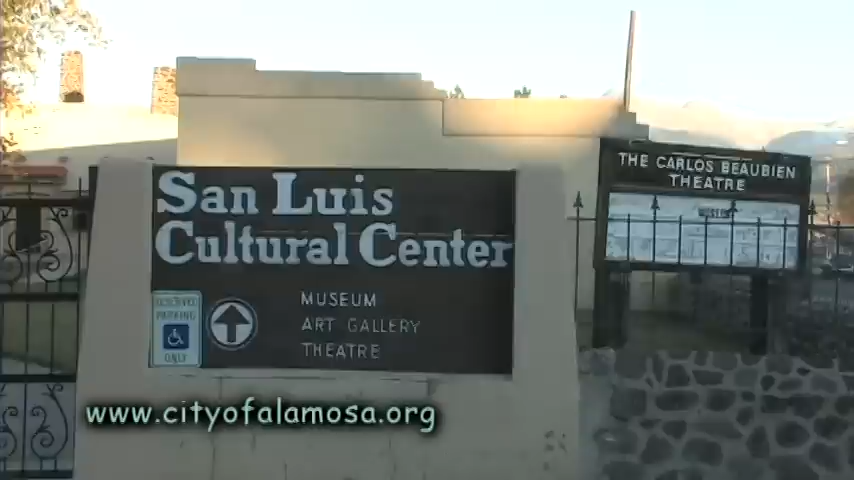 San Luis
Cultural Center
MUSEUM
ART GALLERY
THEATRE
RESERVED
PARKING
ONLY
THE CARLOS BEAUBIEN
THEATRE
www.cityofalamosa.org